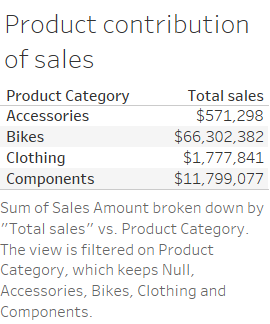 Product contribution
of sales
Product Category Total sales
Accessories $571,298
Bikes $66,302,382
Clothing $1,777,841
Components $11,799,077
Sum of Sales Amount broken down by
"Total sales" vs. Product Category.
The view is filtered on Product
Category, which keeps Null,
Accessories, Bikes, Clothing and
Components.